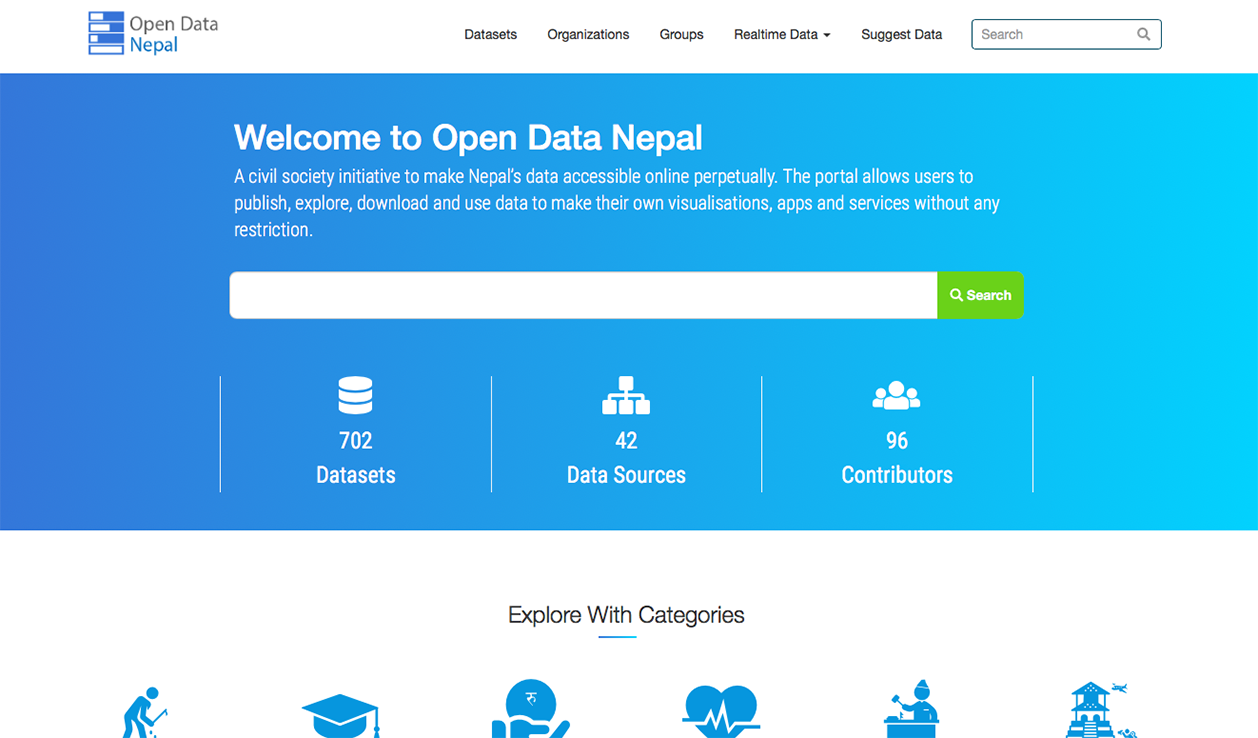 Open Data
Nepal
Datasets
Organizations
Groups
Realtime Data
Suggest Data
Search
Welcome to Open Data Nepal
A civil society initiative to make Nepal's data accessible online perpetually. The portal allows users to
publish, explore, download and use data to make their own visualisations, apps and services without any
restriction.
Search
702
Datasets
42
Data Sources
96
Contributors
Explore With Categories
रु